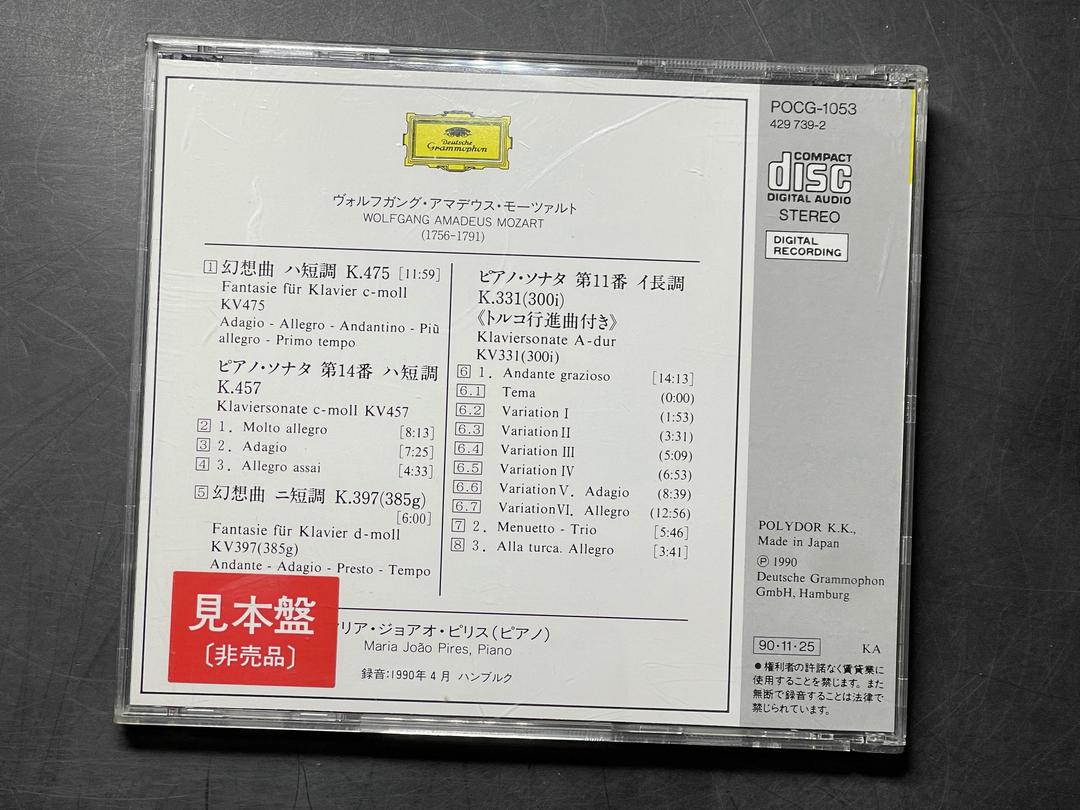 Deutsche
Grammophon
ヴォルフガング・アマデウス・モーツァルト
WOLFGANG AMADEUS MOZART
(1756-1791)
1 幻想曲 ハ短調 K.475 [11:59]
Fantasie für Klavier c-moll
KV475
Adagio - Allegro - Andantino - Più
allegro - Primo tempo
ピアノ・ソナタ 第14番 ハ短調
K.457
Klaviersonate c-moll KV457
2 1. Molto allegro [8:13]
3 2. Adagio [7:25]
4 3. Allegro assai [4:33]
5 幻想曲 ニ短調 K.397(385g)
[6:00]
Fantasie für Klavier d-moll
KV397(385g)
Andante - Adagio - Presto - Tempo
ピアノ・ソナタ 第11番 イ長調
K.331(300i)
《トルコ行進曲付き》
Klaviersonate A-dur
KV331(300i)
6 1. Andante grazioso [14:13]
6.1 Tema (0:00)
6.2 Variation I (1:53)
6.3 Variation II (3:31)
6.4 Variation III (5:09)
6.5 Variation IV (6:53)
6.6 Variation V. Adagio (8:39)
6.7 Variation VI. Allegro (12:56)
7 2. Menuetto - Trio [5:46]
8 3. Alla turca. Allegro [3:41]
見本盤
〔非売品〕
リア・ジョアオ・ピリス(ピアノ)
Maria João Pires, Piano
録音:1990年4月 ハンブルク
POCG-1053
429 739-2
COMPACT
disc
DIGITAL AUDIO
STEREO
DIGITAL
RECORDING
POLYDOR K.K.,
Made in Japan
Ⓟ 1990
Deutsche Grammophon
GmbH, Hamburg
90・11・25 KA
●権利者の許諾なく賃貸業に
使用することを禁じます。また
無断で録音することは法律で
禁じられています。